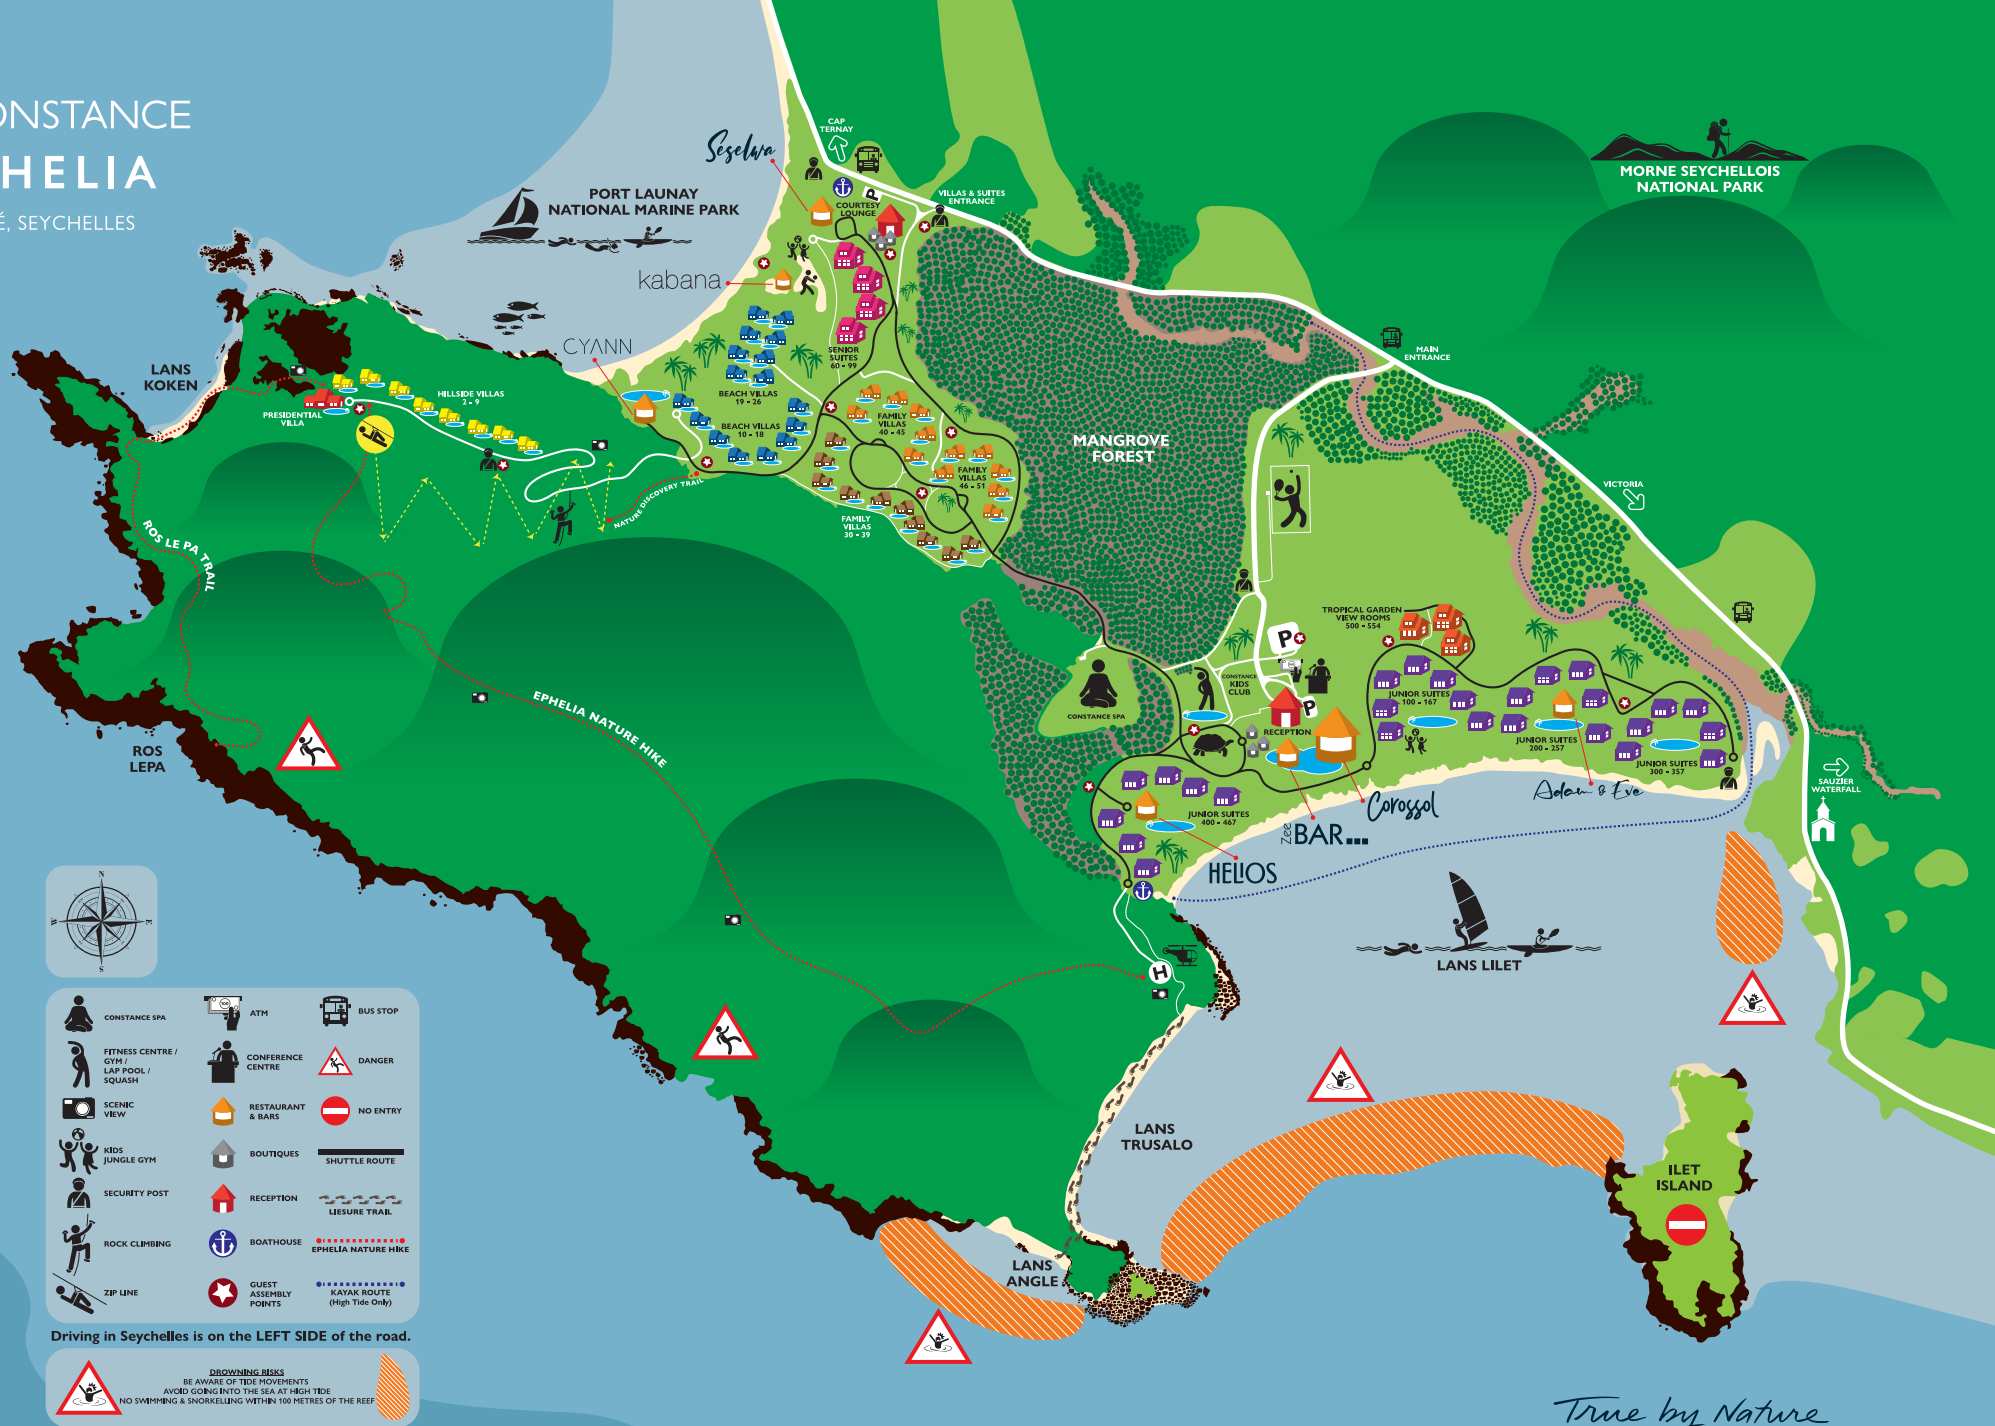 ONSTANCE
HELIA
É, SEYCHELLES
Seselwa
CAP
TERNAY
P
COURTESY
LOUNGE
VILLAS & SUITES
ENTRANCE
PORT LAUNAY
NATIONAL MARINE PARK
kabana
CYANN
MORNE SEYCHELLOIS
NATIONAL PARK
LANS
KOKEN
PRESIDENTIAL
VILLA
HILLSIDE VILLAS
2 - 9
SENIOR
SUITES
60 - 99
BEACH VILLAS
19 - 26
BEACH VILLAS
10 - 18
FAMILY
VILLAS
40 - 45
FAMILY
VILLAS
46 - 51
FAMILY
VILLAS
30 - 39
NATURE DISCOVERY TRAIL
MANGROVE
FOREST
MAIN
ENTRANCE
VICTORIA
ROS LE PA TRAIL
ROS
LEPA
EPHELIA NATURE HIKE
CONSTANCE SPA
CONSTANCE
KIDS
CLUB
P
P
RECEPTION
TROPICAL GARDEN
VIEW ROOMS
500 - 554
JUNIOR SUITES
100 - 167
JUNIOR SUITES
200 - 257
JUNIOR SUITES
300 - 357
JUNIOR SUITES
400 - 467
Adam & Eve
Corossol
Zee
BAR...
HELIOS
SAUZIER
WATERFALL
LANS LILET
H
LANS
TRUSALO
LANS
ANGLE
ILET
ISLAND
N
W
E
S
CONSTANCE SPA
FITNESS CENTRE /
GYM /
LAP POOL /
SQUASH
SCENIC
VIEW
KIDS
JUNGLE GYM
SECURITY POST
ROCK CLIMBING
ZIP LINE
100
ATM
CONFERENCE
CENTRE
RESTAURANT
& BARS
BOUTIQUES
RECEPTION
BOATHOUSE
GUEST
ASSEMBLY
POINTS
BUS STOP
DANGER
NO ENTRY
SHUTTLE ROUTE
LIESURE TRAIL
EPHELIA NATURE HIKE
KAYAK ROUTE
(High Tide Only)
Driving in Seychelles is on the LEFT SIDE of the road.
DROWNING RISKS
BE AWARE OF TIDE MOVEMENTS
AVOID GOING INTO THE SEA AT HIGH TIDE
NO SWIMMING & SNORKELLING WITHIN 100 METRES OF THE REEF
True by Nature